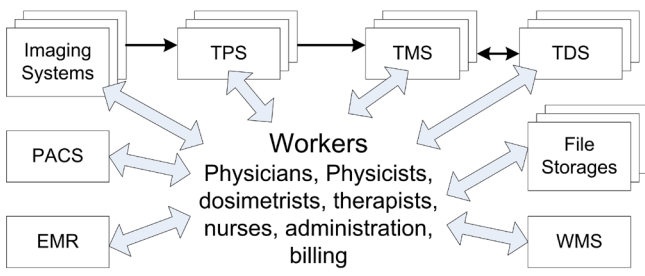 Imaging
Systems
TPS
TMS
TDS
PACS
EMR
Workers
Physicians, Physicists,
dosimetrists, therapists,
nurses, administration,
billing
File
Storages
WMS